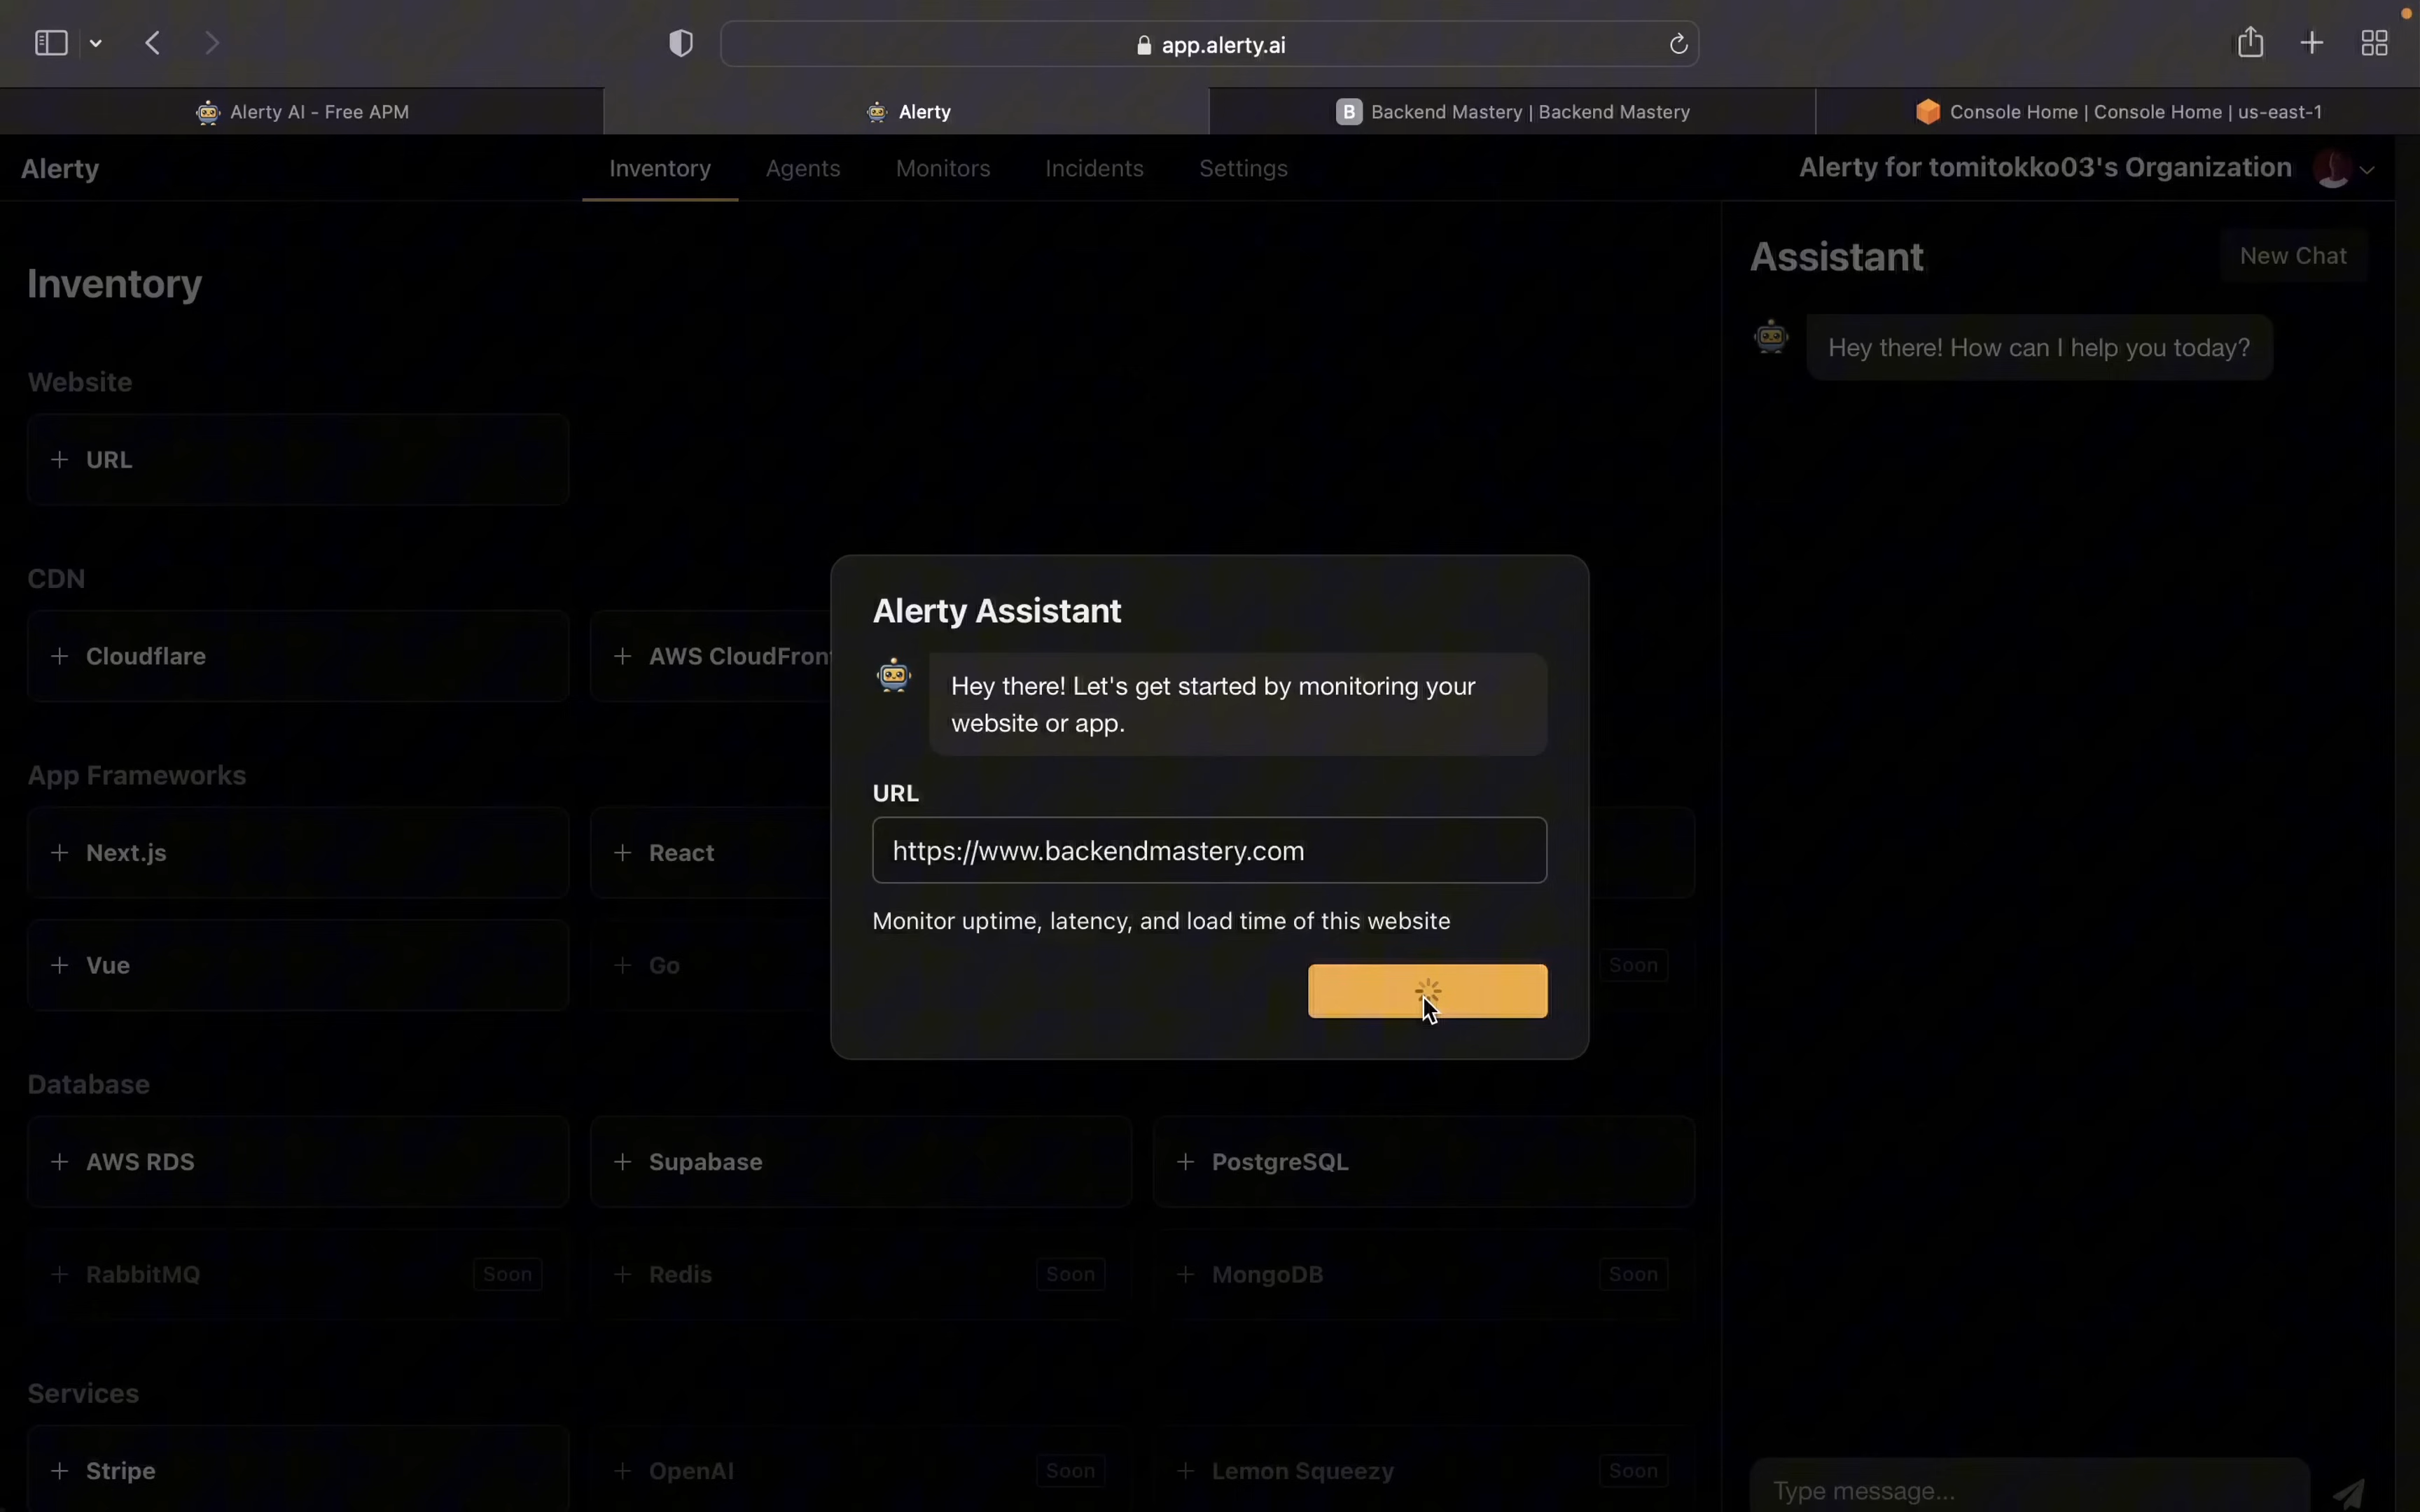 app.alerty.ai
Alerty AI - Free APM
Alerty
B Backend Mastery | Backend Mastery
Console Home | Console Home | us-east-1
Alerty
Inventory
Agents
Monitors
Incidents
Settings
Alerty for tomitokko03's Organization
Inventory
Website
+ URL
CDN
+ Cloudflare
+ AWS CloudFron
App Frameworks
+ Next.js
+ React
+ Vue
+ Go
Soon
Database
+ AWS RDS
+ Supabase
+ PostgreSQL
+ RabbitMQ Soon
+ Redis Soon
+ MongoDB Soon
Services
+ Stripe
+ OpenAI Soon
+ Lemon Squeezy Soon
Alerty Assistant
Hey there! Let's get started by monitoring your
website or app.
URL
https://www.backendmastery.com
Monitor uptime, latency, and load time of this website
Assistant
New Chat
Hey there! How can I help you today?
Type message...